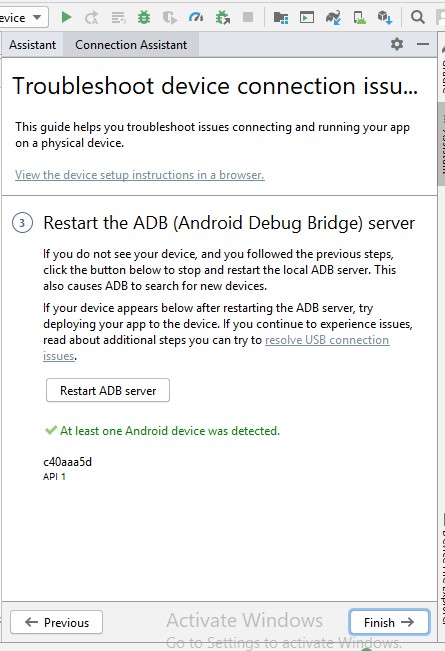 evice
Assistant Connection Assistant
Troubleshoot device connection issu...
This guide helps you troubleshoot issues connecting and running your app
on a physical device.
View the device setup instructions in a browser.
3 Restart the ADB (Android Debug Bridge) server
If you do not see your device, and you followed the previous steps,
click the button below to stop and restart the local ADB server. This
also causes ADB to search for new devices.
If your device appears below after restarting the ADB server, try
deploying your app to the device. If you continue to experience issues,
read about additional steps you can try to resolve USB connection
issues.
Restart ADB server
At least one Android device was detected.
c40aaa5d
API 1
Previous
Finish
Activate Windows
Go to Settings to activate Windows.